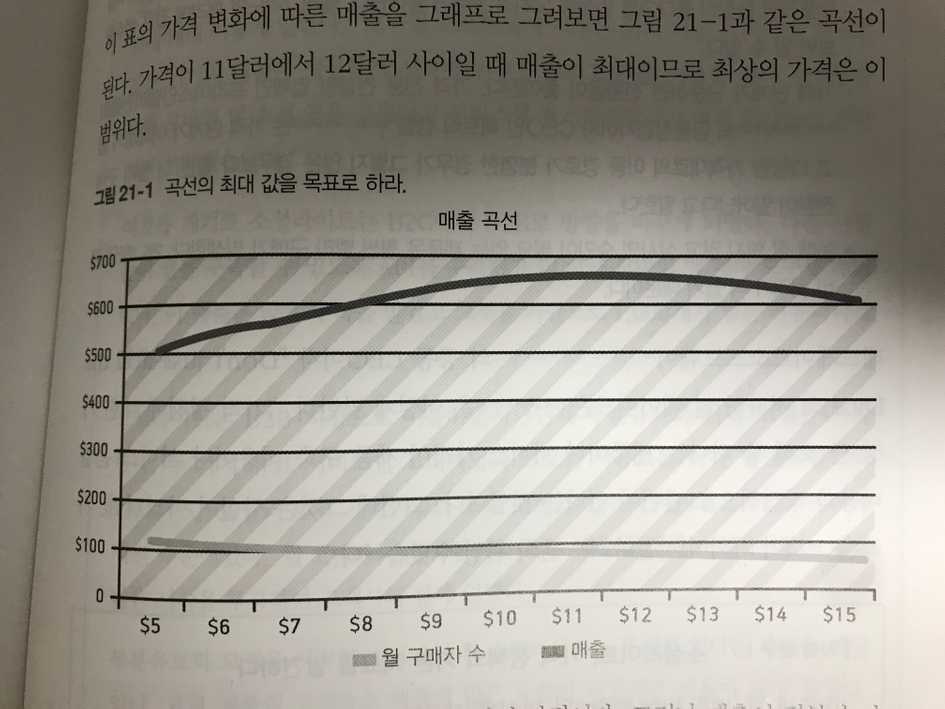 이 표의 가격 변화에 따른 매출을 그래프로 그려보면 그림 21-1과 같은 곡선이
된다. 가격이 11달러에서 12달러 사이일 때 매출이 최대이므로 최상의 가격은 이
범위다.
그림 21-1 곡선의 최대 값을 목표로 하라.
매출 곡선
$700
$600
$500
$400
$300
$200
$100
0
$5 $6 $7 $8 $9 $10 $11 $12 $13 $14 $15
월 구매자 수 매출